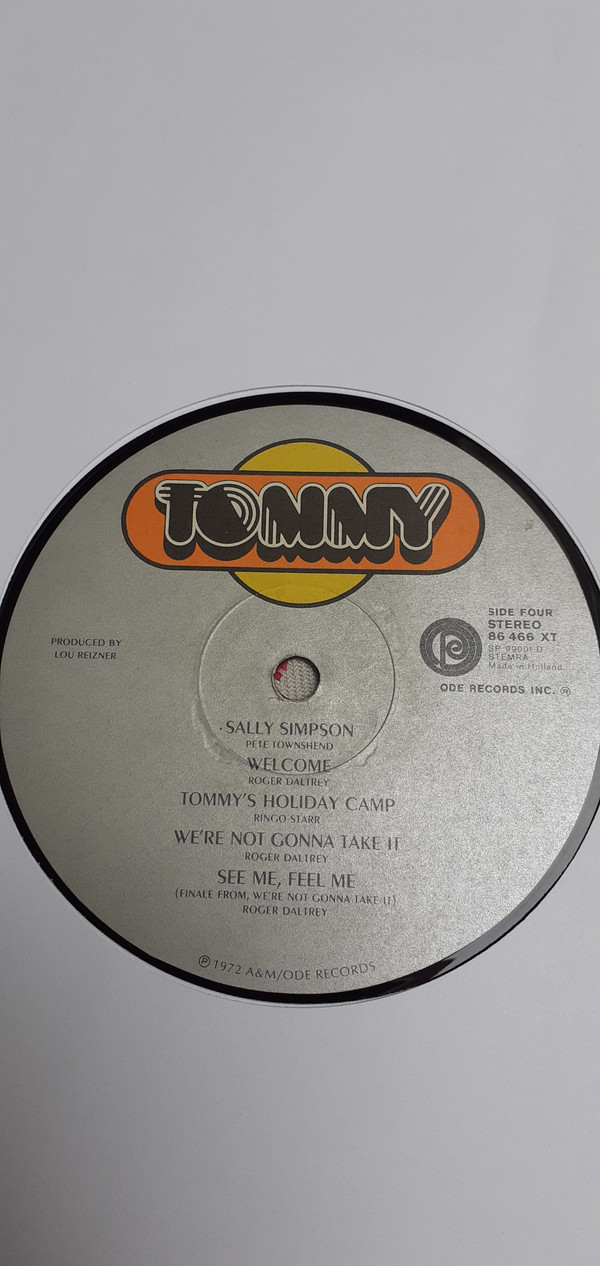 TOMMY
PRODUCED BY
LOU REIZNER
SIDE FOUR
STEREO
86 466 XT
SP 99001 D
STEMRA
Made in Holland
ODE RECORDS INC. ®
SALLY SIMPSON
PETE TOWNSHEND
WELCOME
ROGER DALTREY
TOMMY'S HOLIDAY CAMP
RINGO STARR
WE'RE NOT GONNA TAKE IT
ROGER DALTREY
SEE ME, FEEL ME
(FINALE FROM, WE'RE NOT GONNA TAKE IT)
ROGER DALTREY
℗ 1972 A&M/ODE RECORDS